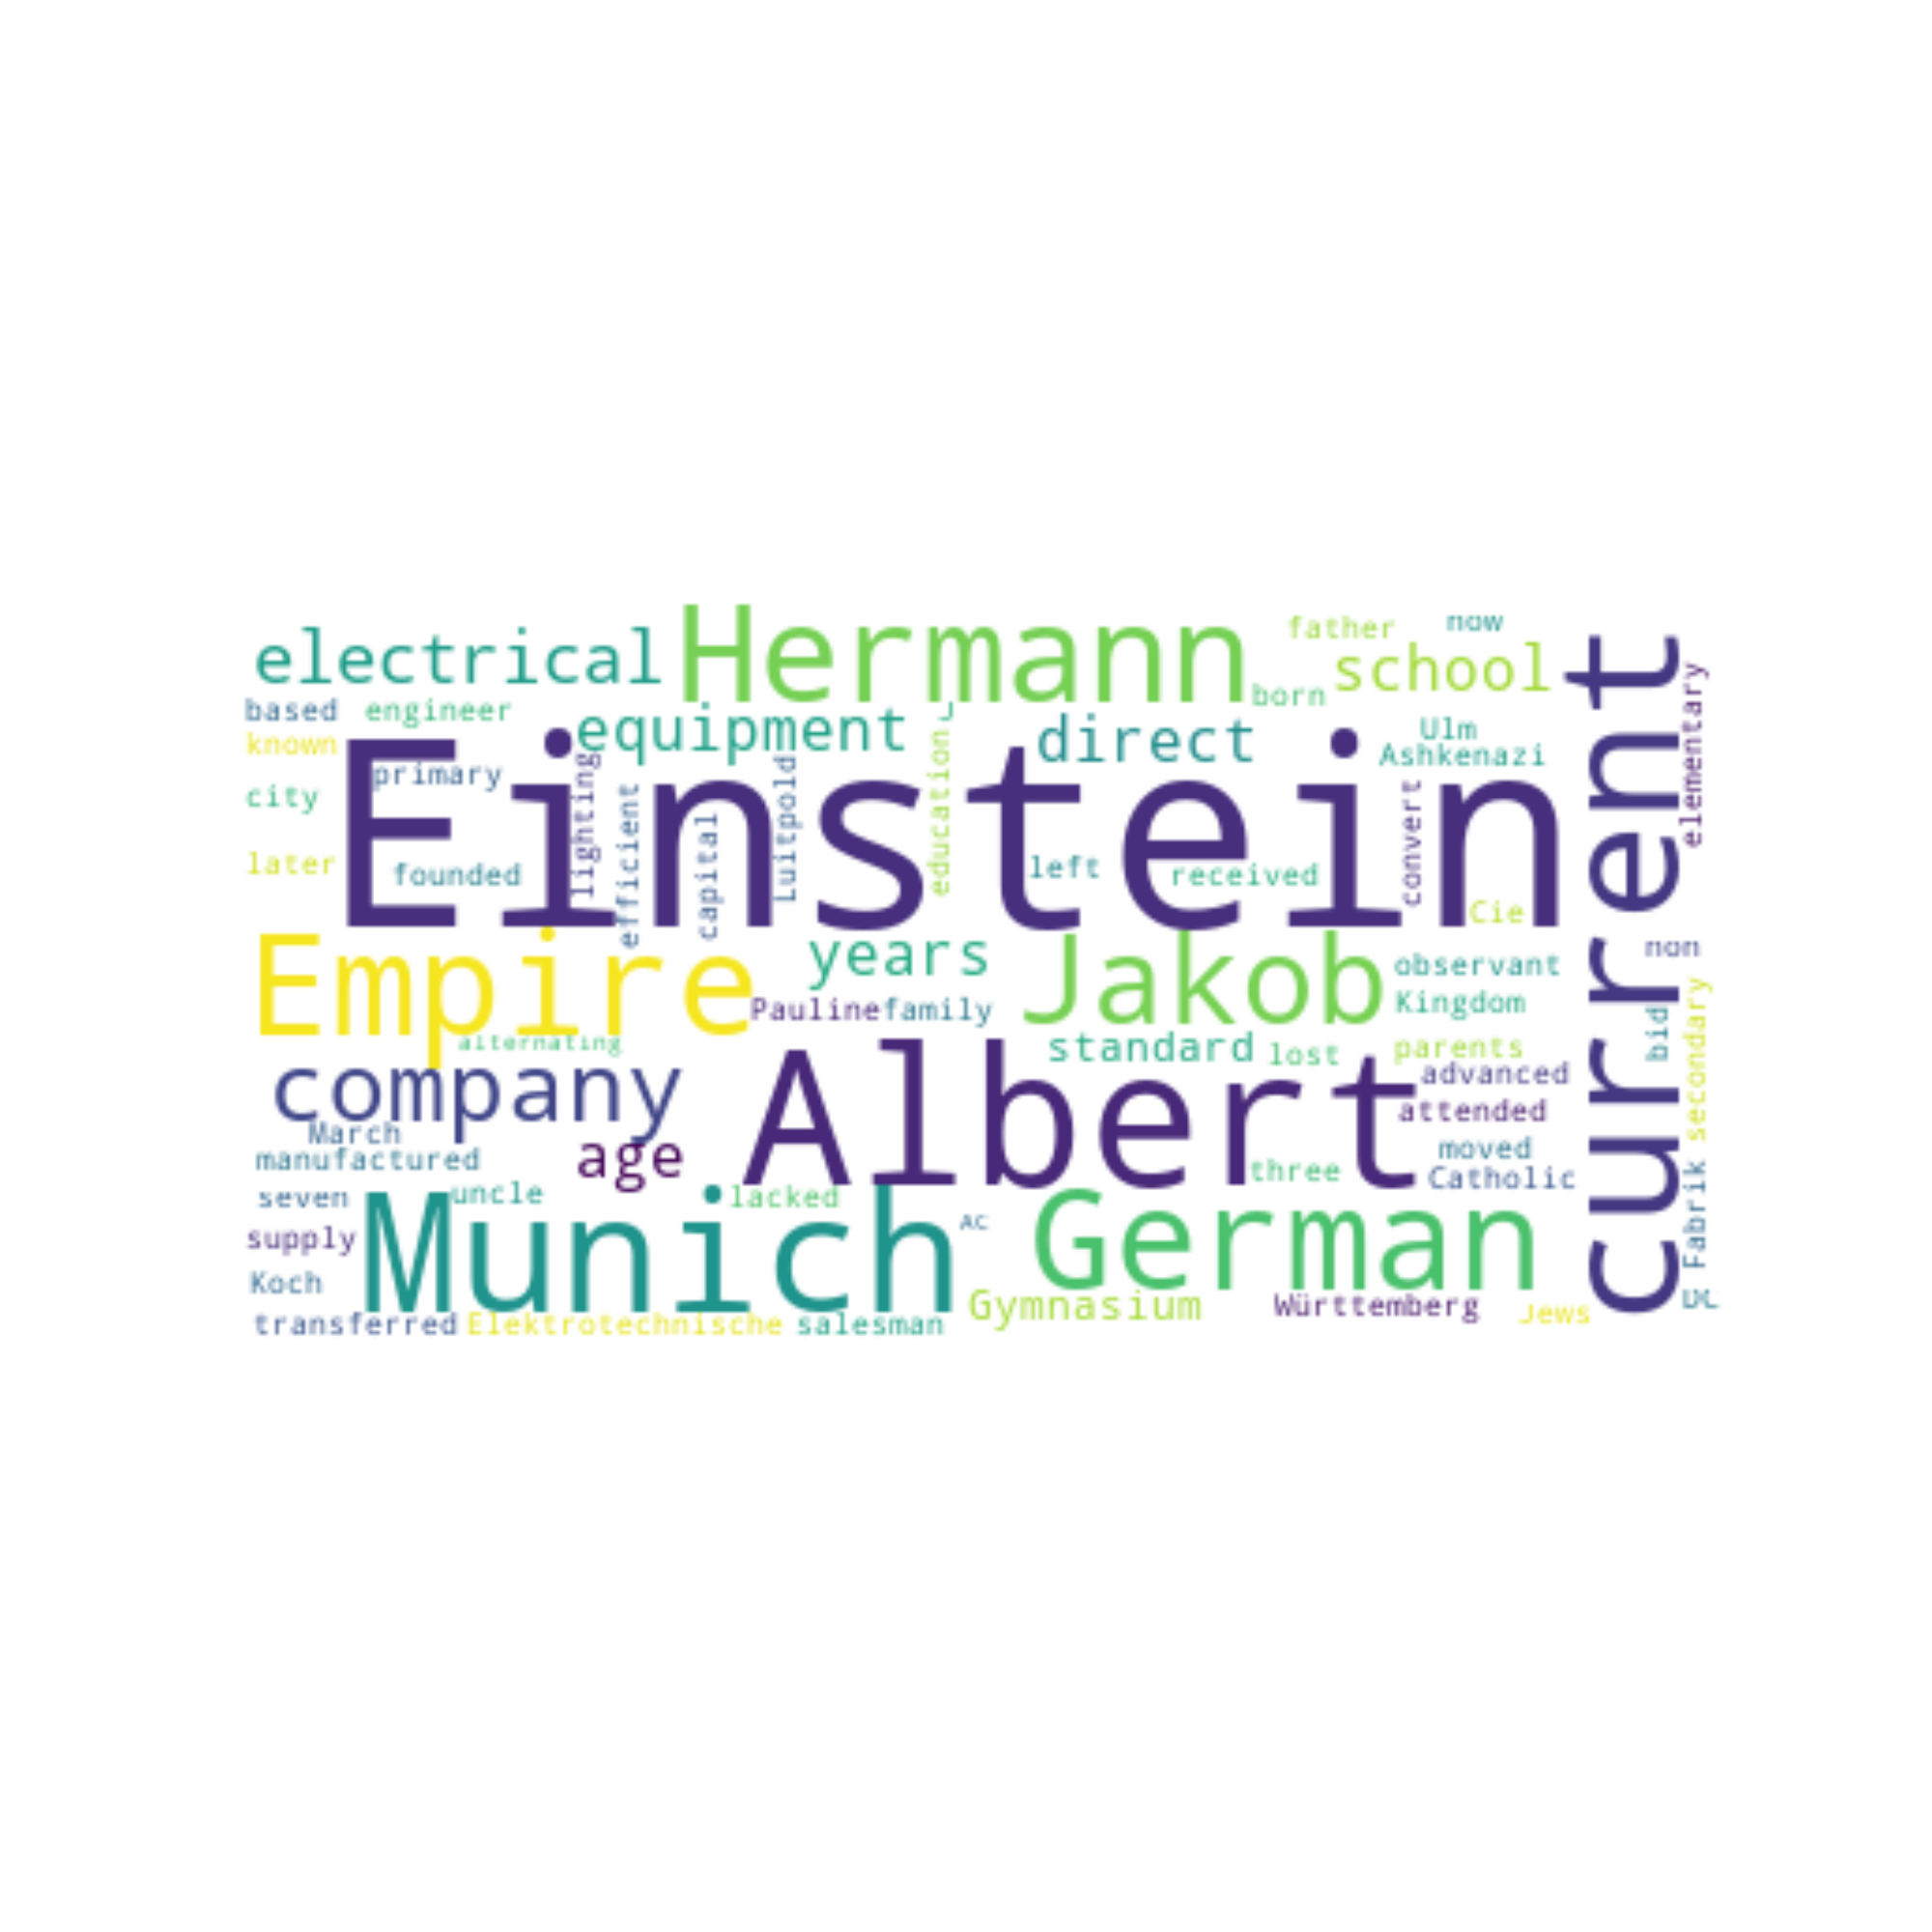 Hermann
father
now
electrical
school
born
current
elementary
based
engineer
equipment
J
direct
Ulm
known
Ashkenazi
Einstein
primary
lighting
Luitpold
education
city
efficient
capital
convert
later
founded
left
received
Cie
Empire
years
Jakob
observant
non
Pauline
family
Kingdom
bid
secondary
alternating
standard
lost
parents
company
Albert
advanced
attended
March
age
moved
manufactured
three
Catholic
Fabrik
seven
Munich
uncle
lacked
AC
German
supply
Koch
DC
transferred
Elektrotechnische
salesman
Gymnasium
Württemberg
Jews